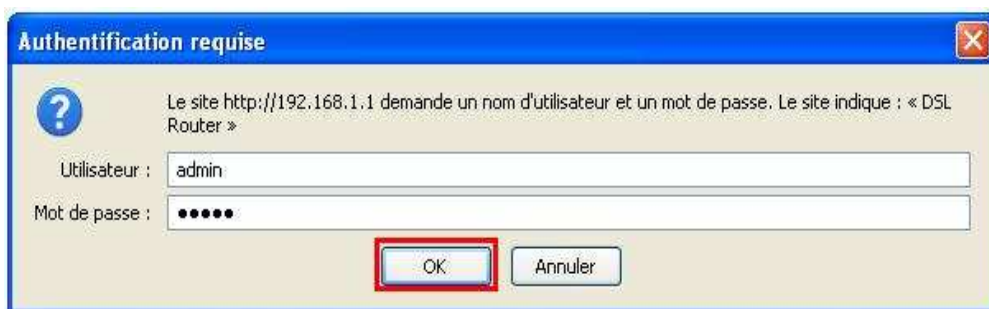 Authentification requise
Le site http://192.168.1.1 demande un nom d'utilisateur et un mot de passe. Le site indique : « DSL
Router »
Utilisateur : admin
Mot de passe : •••••
OK Annuler